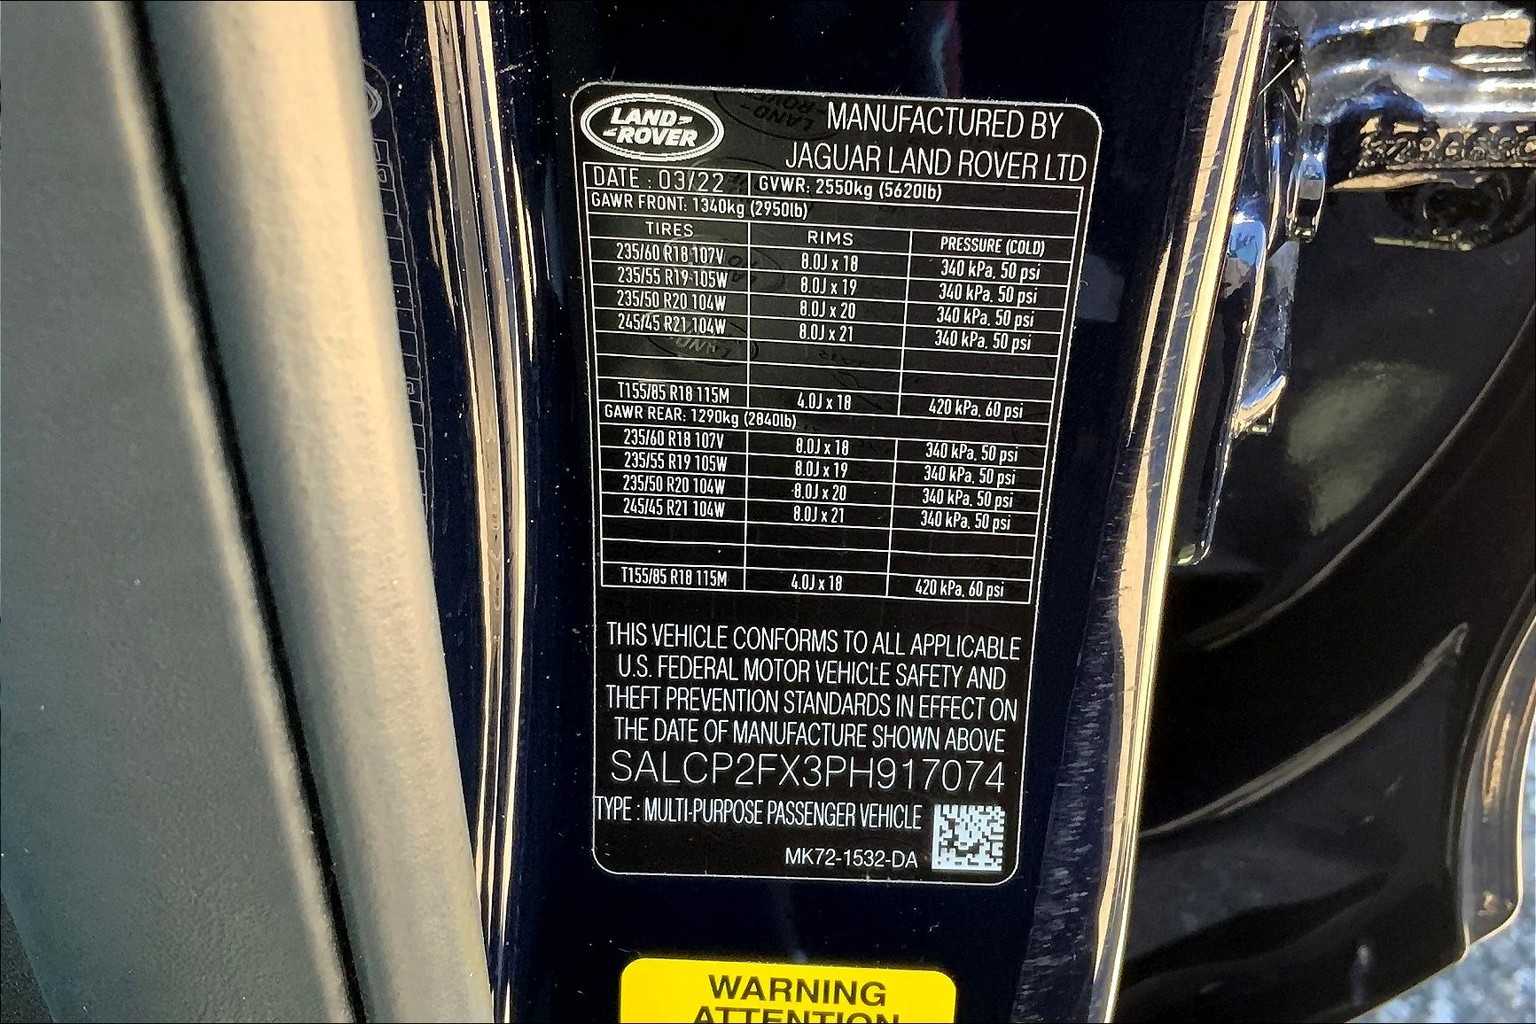 LAND
ROVER
MANUFACTURED BY
JAGUAR LAND ROVER LTD
DATE : 03/22 GVWR: 2550kg (5620lb)
GAWR FRONT: 1340kg (2950lb)
TIRES RIMS PRESSURE (COLD)
235/60 R18 107V 8.0J x 18 340 kPa, 50 psi
235/55 R19 105W 8.0J x 19 340 kPa, 50 psi
235/50 R20 104W 8.0J x 20 340 kPa, 50 psi
245/45 R21 104W 8.0J x 21 340 kPa, 50 psi
T155/85 R18 115M 4.0J x 18 420 kPa, 60 psi
GAWR REAR: 1290kg (2840lb)
235/60 R18 107V 8.0J x 18 340 kPa, 50 psi
235/55 R19 105W 8.0J x 19 340 kPa, 50 psi
235/50 R20 104W 8.0J x 20 340 kPa, 50 psi
245/45 R21 104W 8.0J x 21 340 kPa, 50 psi
T155/85 R18 115M 4.0J x 18 420 kPa, 60 psi
THIS VEHICLE CONFORMS TO ALL APPLICABLE
U.S. FEDERAL MOTOR VEHICLE SAFETY AND
THEFT PREVENTION STANDARDS IN EFFECT ON
THE DATE OF MANUFACTURE SHOWN ABOVE
SALCP2FX3PH917074
TYPE : MULTI-PURPOSE PASSENGER VEHICLE
MK72-1532-DA
WARNING
ATTENTION